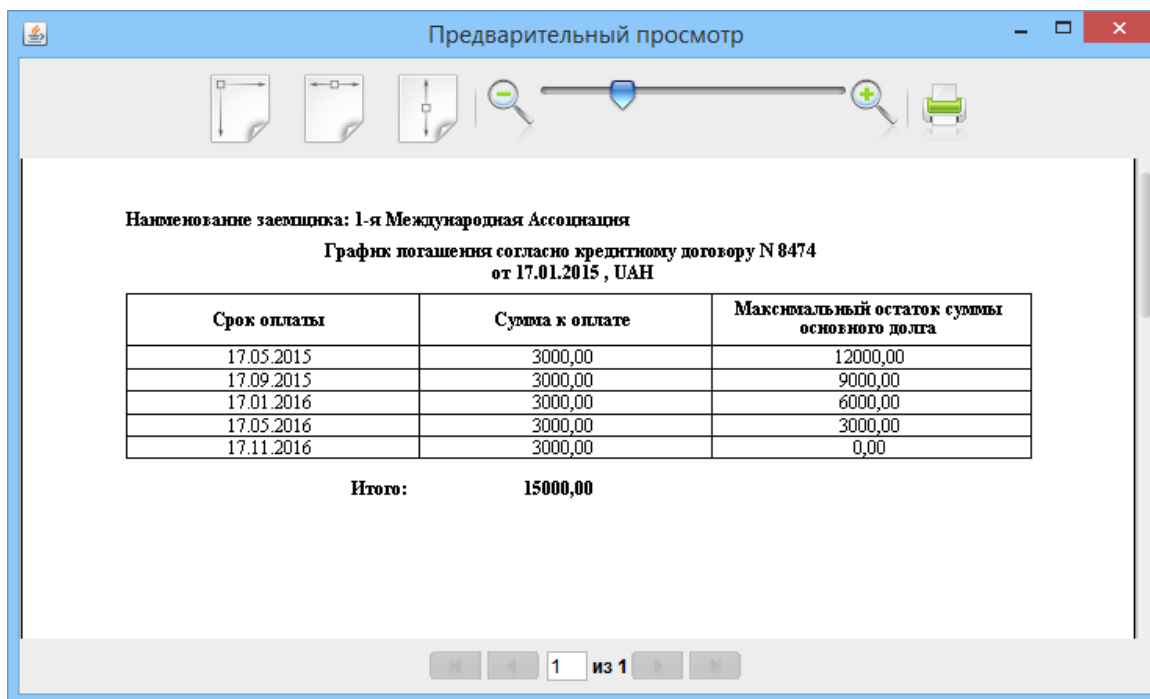 Предварительный просмотр
Наименование заемщика: 1-я Международная Ассоциация
График погашения согласно кредитному договору N 8474
от 17.01.2015 , UAH
Срок оплаты Сумма к оплате Максимальный остаток суммы основного долга
17.05.2015 3000,00 12000,00
17.09.2015 3000,00 9000,00
17.01.2016 3000,00 6000,00
17.05.2016 3000,00 3000,00
17.11.2016 3000,00 0,00
Итого: 15000,00
1 из 1